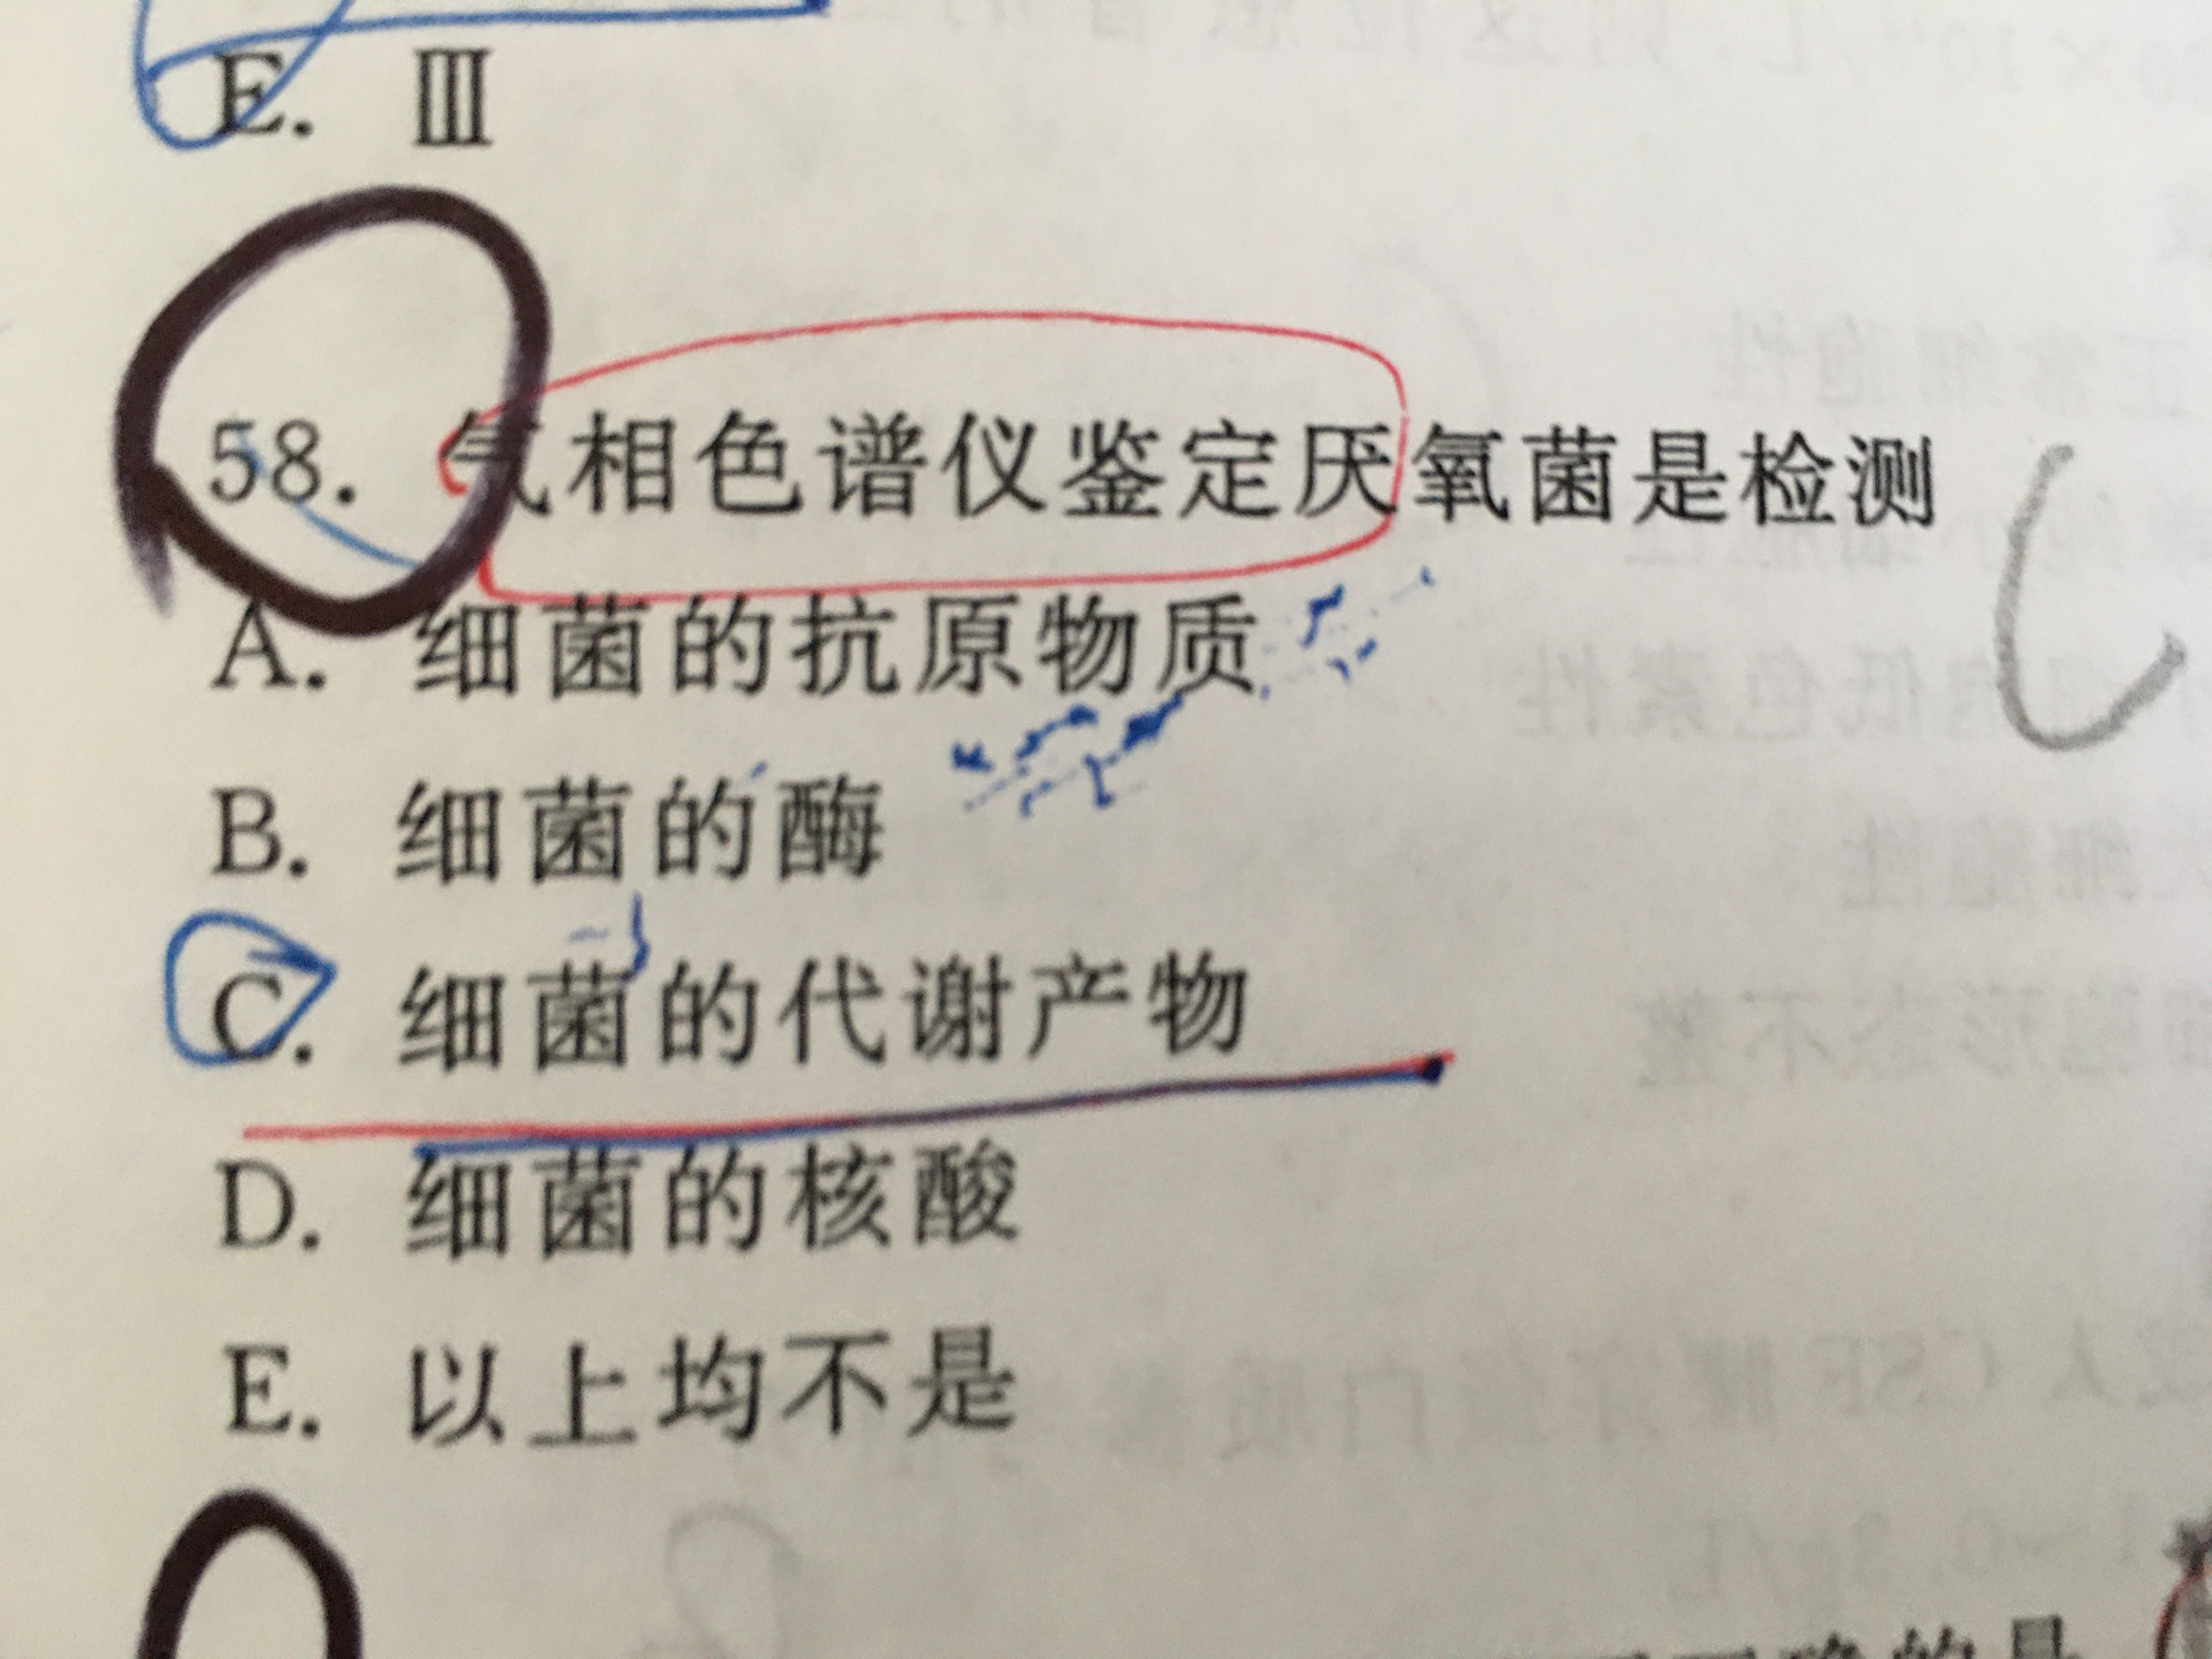 E. Ⅲ
58. 气相色谱仪鉴定厌氧菌是检测 C
A. 细菌的抗原物质
B. 细菌的酶
C. 细菌的代谢产物
D. 细菌的核酸
E. 以上均不是